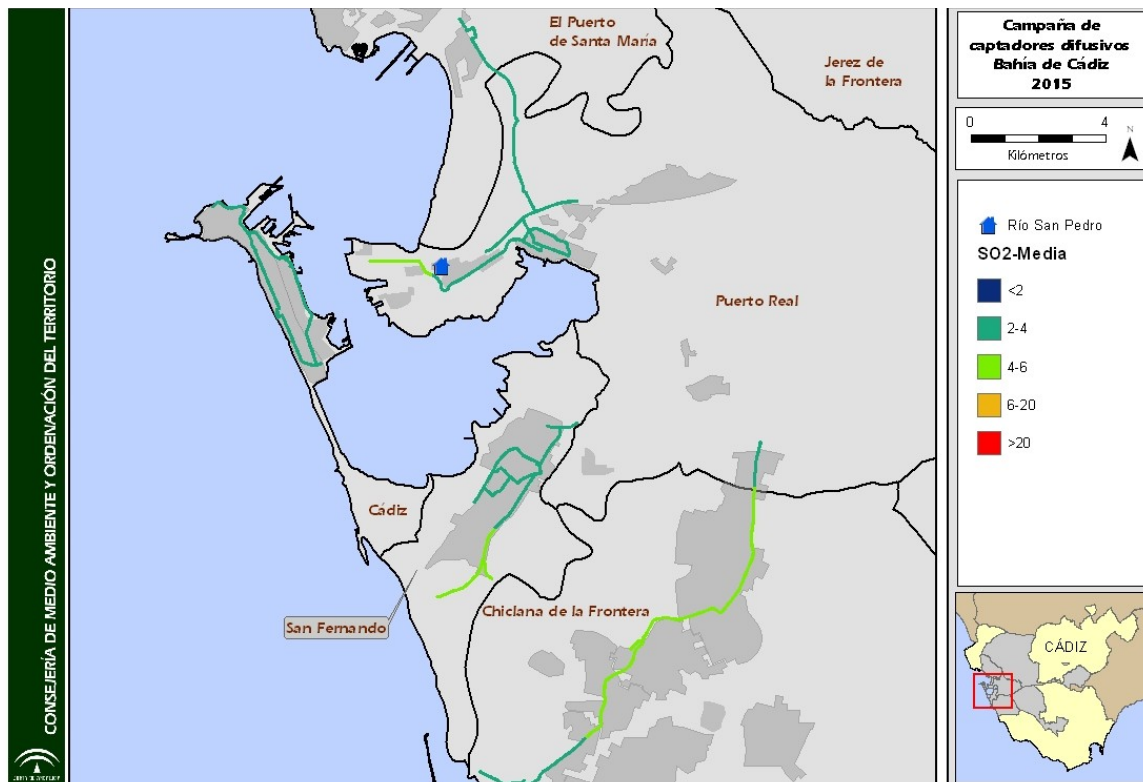 CONSEJERÍA DE MEDIO AMBIENTE Y ORDENACIÓN DEL TERRITORIO
El Puerto
de Santa María
Jerez de
la Frontera
Puerto Real
Cádiz
San Fernando
Chiclana de la Frontera
Campaña de
captadores difusivos
Bahía de Cádiz
2015
0 4
Kilómetros
N
Río San Pedro
SO2-Media
<2
2-4
4-6
6-20
>20
CÁDIZ